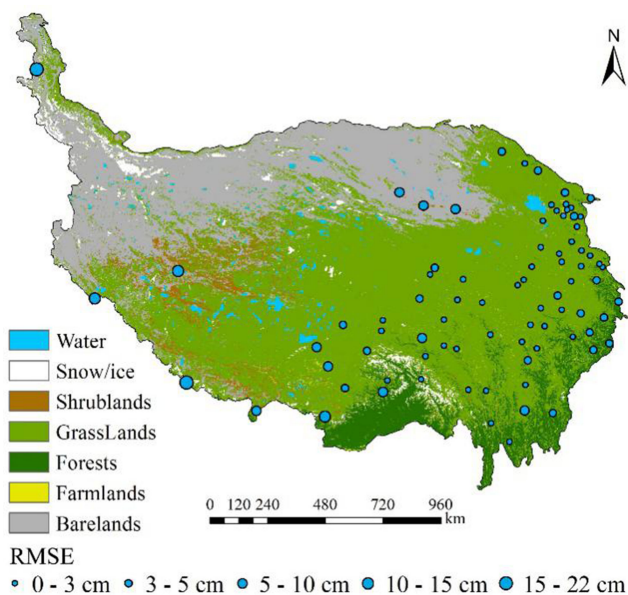 N
Water
Snow/ice
Shrublands
GrassLands
Forests
Farmlands
Barelands
0 120 240 480 720 960
km
RMSE
0 - 3 cm 3 - 5 cm 5 - 10 cm 10 - 15 cm 15 - 22 cm